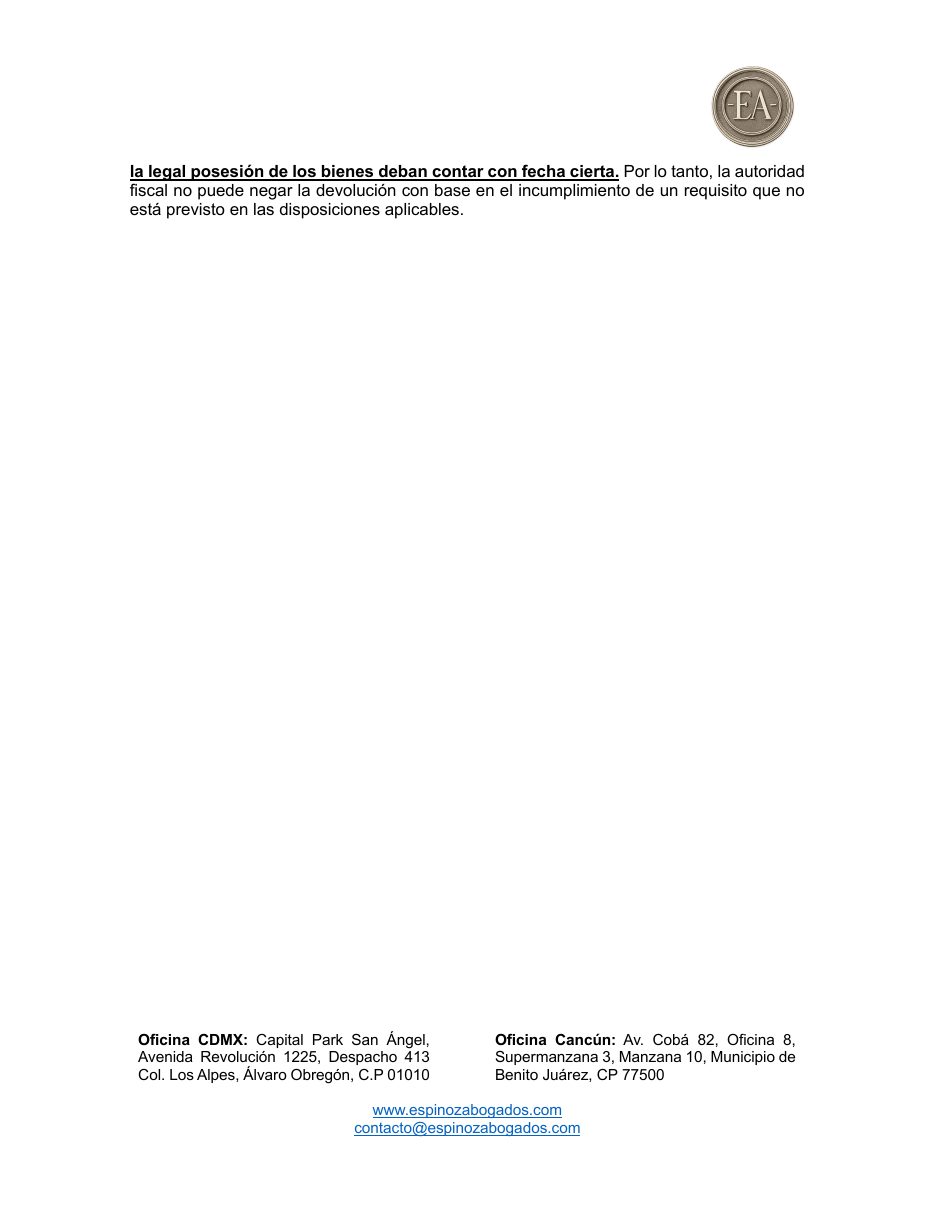 -EA-
la legal posesión de los bienes deban contar con fecha cierta. Por lo tanto, la autoridad
fiscal no puede negar la devolución con base en el incumplimiento de un requisito que no
está previsto en las disposiciones aplicables.
Oficina CDMX: Capital Park San Ángel,
Avenida Revolución 1225, Despacho 413
Col. Los Alpes, Álvaro Obregón, C.P 01010
Oficina Cancún: Av. Cobá 82, Oficina 8,
Supermanzana 3, Manzana 10, Municipio de
Benito Juárez, CP 77500
www.espinozabogados.com
contacto@espinozabogados.com